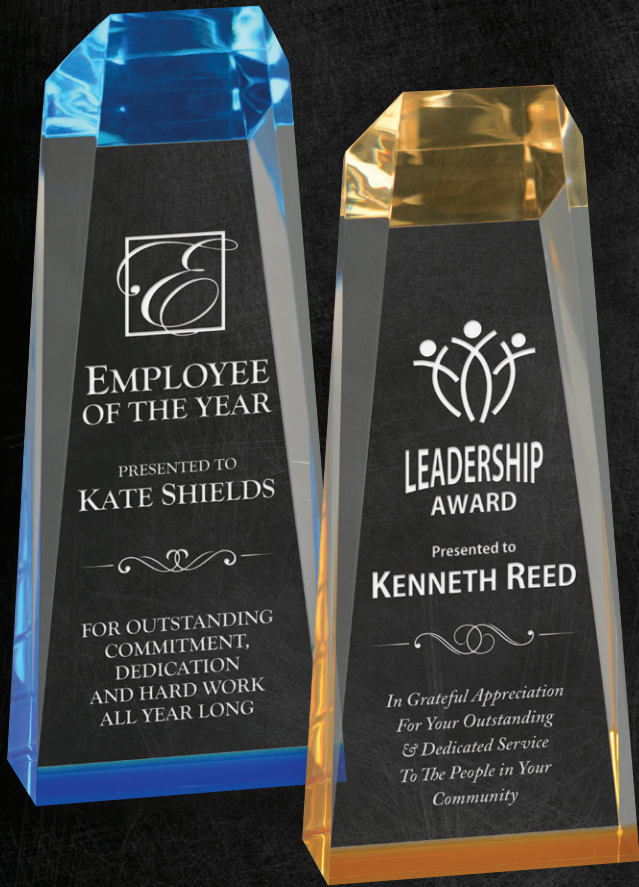 E
EMPLOYEE
OF THE YEAR
PRESENTED TO
KATE SHIELDS
FOR OUTSTANDING
COMMITMENT,
DEDICATION
AND HARD WORK
ALL YEAR LONG
LEADERSHIP
AWARD
Presented to
KENNETH REED
In Grateful Appreciation
For Your Outstanding
& Dedicated Service
To The People in Your
Community